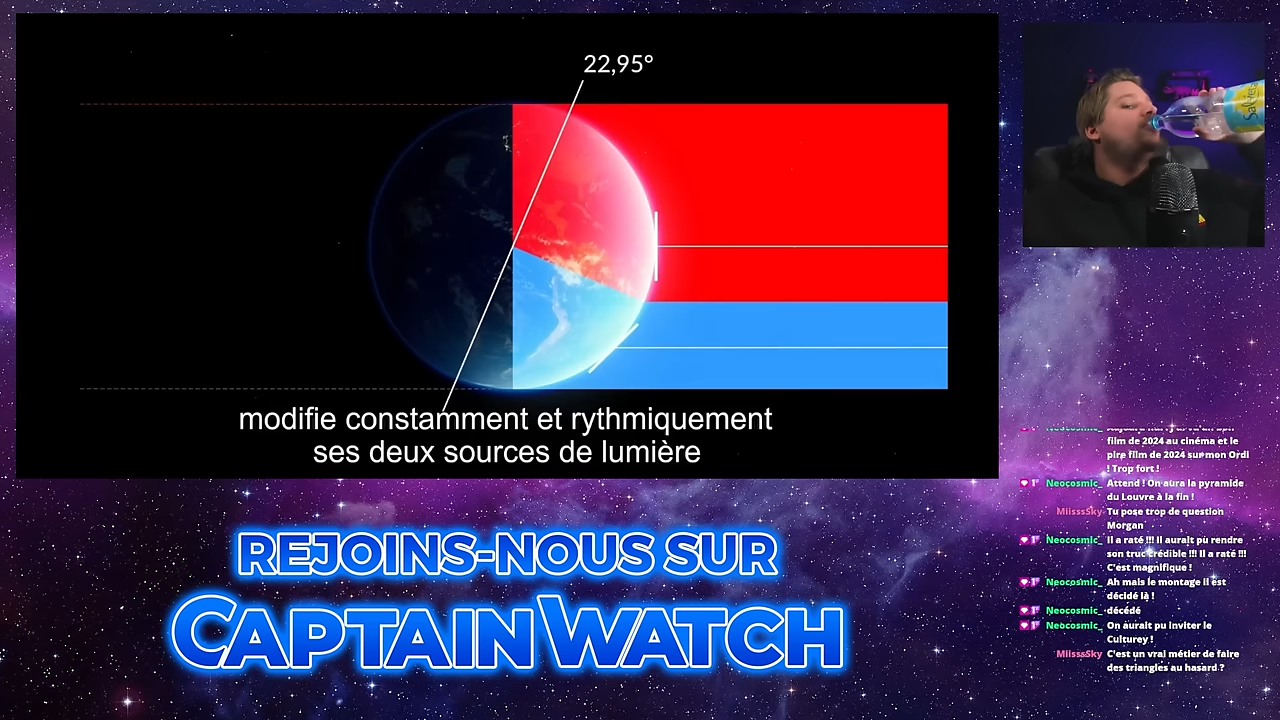 22,95°
modifie constamment et rythmiquement
ses deux sources de lumière
REJOINS-NOUS SUR
CAPTAINWATCH
film de 2024 au cinéma et le
pire film de 2024 sur mon Ordi
! Trop fort !
Neocosmic_ Attend ! On aura la pyramide
du Louvre à la fin !
MiisssSky Tu pose trop de question
Morgan
Neocosmic_ Il a raté !!! Il aurait pu rendre
son truc crédible !!! Il a raté !!!
C'est magnifique !
Neocosmic_ Ah mais le montage il est
décidé là !
Neocosmic_ décédé
Neocosmic_ On aurait pu inviter le
Culturey !
MiisssSky C'est un vrai métier de faire
des triangles au hasard ?